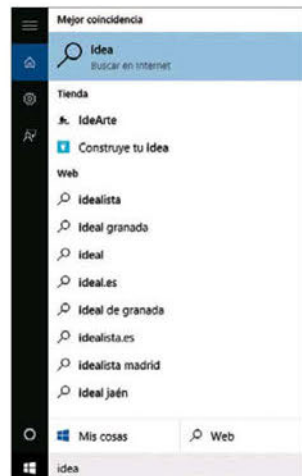 Mejor coincidencia
Idea
Buscar en Internet
Tienda
IdeArte
Construye tu Idea
Web
idealista
Ideal granada
ideal
ideal.es
Ideal de granada
idealista.es
idealista madrid
Ideal jaén
Mis cosas
Web
idea